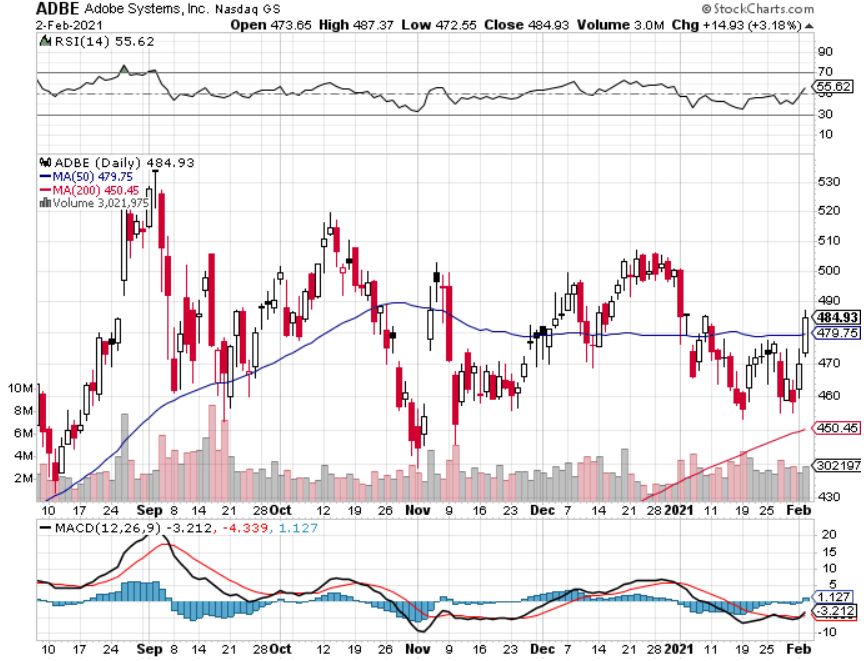 ADBE Adobe Systems, Inc. Nasdaq GS © StockCharts.com
2-Feb-2021 Open 473.65 High 487.37 Low 472.55 Close 484.93 Volume 3.0M Chg +14.93 (+3.18%)
RSI(14) 55.62
90
70
55.62
30
10
ADBE (Daily) 484.93
MA(50) 479.75
MA(200) 450.45
Volume 3,021,975
530
520
510
500
490
484.93
479.75
470
460
450.45
430
10M
8M
6M
4M
2M
302197
10 17 24 Sep 8 14 21 28 Oct 12 19 26 Nov 9 16 23 Dec 7 14 21 28 2021 11 19 25 Feb
MACD(12,26,9) -3.212, -4.339, 1.127
20
15
10
5
1.127
-3.212
-10
10 17 24 Sep 8 14 21 28 Oct 12 19 26 Nov 9 16 23 Dec 7 14 21 28 2021 11 19 25 Feb